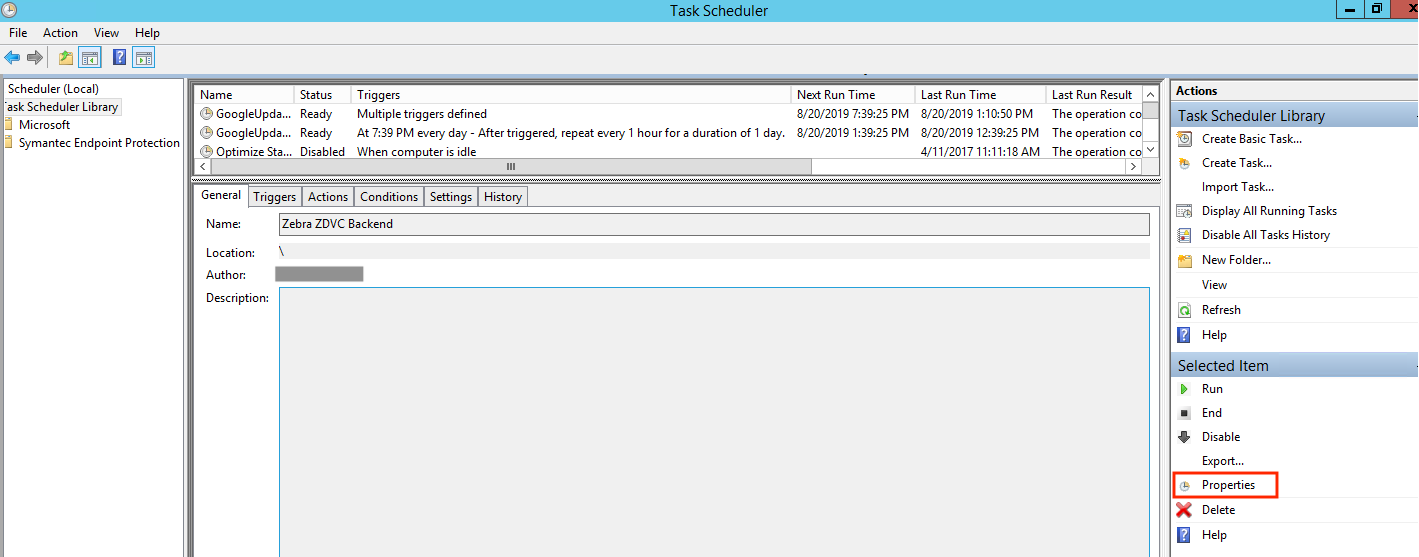 Task Scheduler
File Action View Help
Scheduler (Local)
Task Scheduler Library
Microsoft
Symantec Endpoint Protection
Name Status Triggers Next Run Time Last Run Time Last Run Result
GoogleUpda... Ready Multiple triggers defined 8/20/2019 7:39:25 PM 8/20/2019 1:10:50 PM The operation co
GoogleUpda... Ready At 7:39 PM every day - After triggered, repeat every 1 hour for a duration of 1 day. 8/20/2019 1:39:25 PM 8/20/2019 12:39:25 PM The operation co
Optimize Sta... Disabled When computer is idle 4/11/2017 11:11:18 AM The operation co
General Triggers Actions Conditions Settings History
Name: Zebra ZDVC Backend
Location: \
Author:
Description:
Actions
Task Scheduler Library
Create Basic Task...
Create Task...
Import Task...
Display All Running Tasks
Disable All Tasks History
New Folder...
View
Refresh
Help
Selected Item
Run
End
Disable
Export...
Properties
Delete
Help